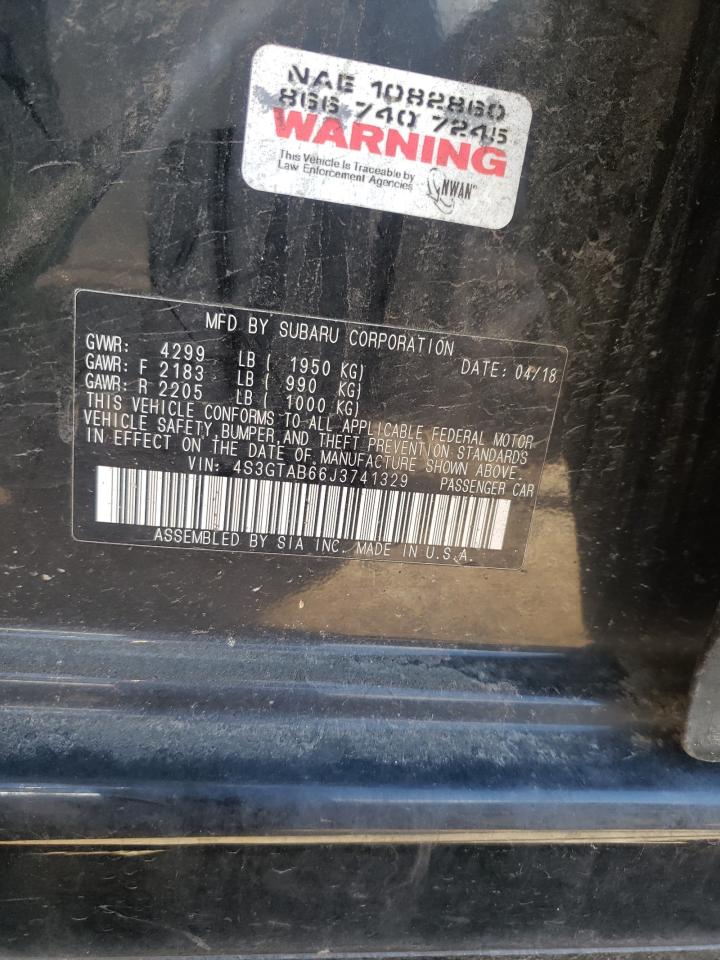 NAE 1082860
866 740 7245
WARNING
This Vehicle Is Traceable by
Law Enforcement Agencies
NWAN
MFD BY SUBARU CORPORATION
GVWR: 4299 LB ( 1950 KG) DATE: 04/18
GAWR: F 2183 LB ( 990 KG)
GAWR: R 2205 LB ( 1000 KG)
THIS VEHICLE CONFORMS TO ALL APPLICABLE FEDERAL MOTOR
VEHICLE SAFETY, BUMPER, AND THEFT PREVENTION STANDARDS
IN EFFECT ON THE DATE OF MANUFACTURE SHOWN ABOVE.
VIN: 4S3GTAB66J3741329 PASSENGER CAR
ASSEMBLED BY SIA INC. MADE IN U.S.A.